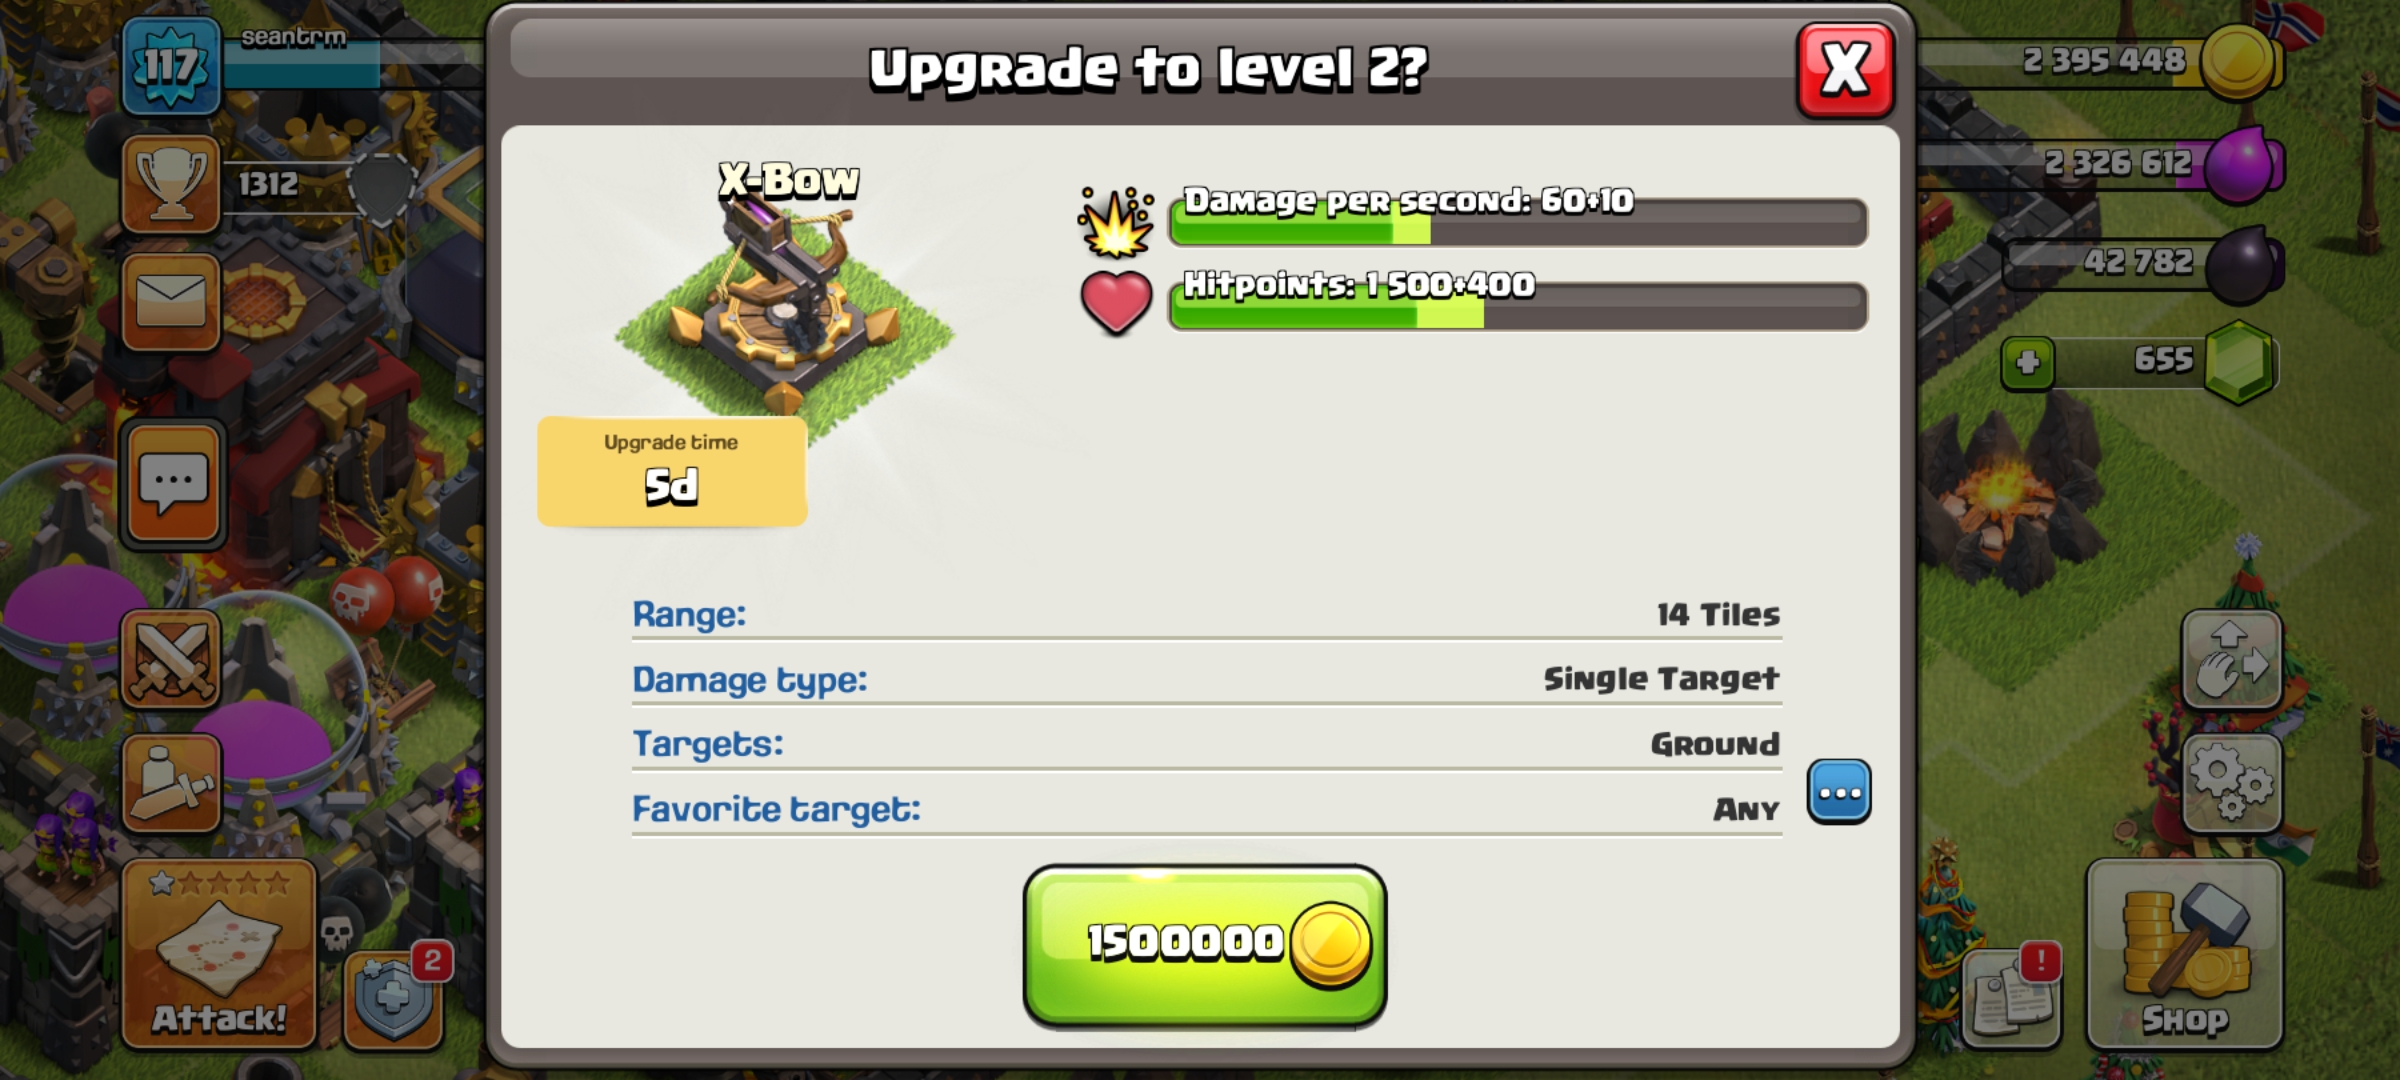 117
seantrm
Upgrade to level 2?
X
2 395 448
1312
X-Bow
Damage per second: 60+10
2 326 612
Hitpoints: 1 500+400
42 782
655
Upgrade time
5d
Range: 14 Tiles
Damage type: Single Target
Targets: Ground
Favorite target: Any
1500000
2
!
Attack!
Shop